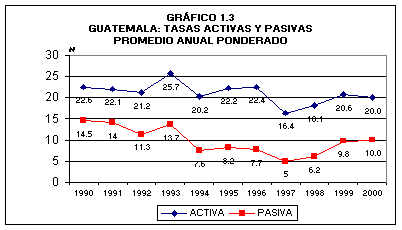 GRÁFICO 1.3
GUATEMALA: TASAS ACTIVAS Y PASIVAS
PROMEDIO ANUAL PONDERADO
%
30
25
20
15
10
5
0
22.6 22.1 21.2 25.7 20.2 22.2 22.4 16.4 18.1 20.6 20.0
14.5 14 11.3 13.7 7.6 8.2 7.7 5 6.2 9.8 10.0
1990 1991 1992 1993 1994 1995 1996 1997 1998 1999 2000
ACTIVA PASIVA